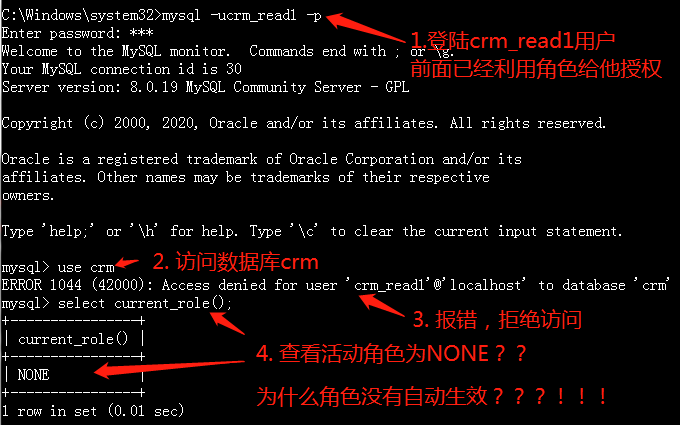 C:\Windows\system32>mysql -ucrm_read1 -p
Enter password: ***
1.登陆crm_read1用户
Welcome to the MySQL monitor.  Commands end with ; or \g.
前面已经利用角色给他授权
Your MySQL connection id is 30
Server version: 8.0.19 MySQL Community Server - GPL
Copyright (c) 2000, 2020, Oracle and/or its affiliates. All rights reserved.
Oracle is a registered trademark of Oracle Corporation and/or its
affiliates. Other names may be trademarks of their respective
owners.
Type 'help;' or '\h' for help. Type '\c' to clear the current input statement.
mysql> use crm
2. 访问数据库crm
ERROR 1044 (42000): Access denied for user 'crm_read1'@'localhost' to database 'crm'
mysql> select current_role();
3. 报错，拒绝访问
+----------------+
| current_role() |
+----------------+
| NONE           |
+----------------+
4. 查看活动角色为NONE？？
为什么角色没有自动生效？？？！！！
1 row in set (0.01 sec)